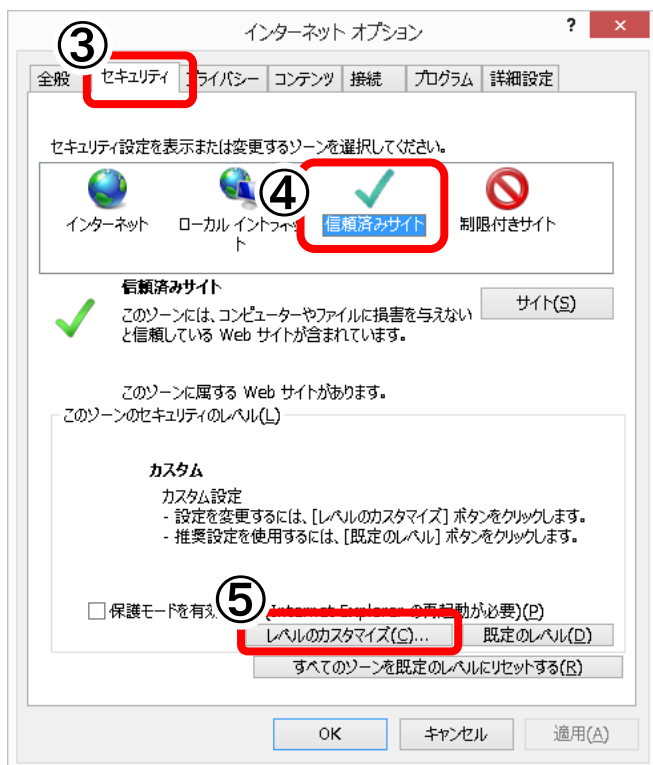 インターネット オプション
? ×
③
全般 セキュリティ プライバシー コンテンツ 接続 プログラム 詳細設定
セキュリティ設定を表示または変更するゾーンを選択してください。
④
インターネット ローカル イントラネット 信頼済みサイト 制限付きサイト
信頼済みサイト
サイト(S)
このゾーンには、コンピューターやファイルに損害を与えない
と信頼している Web サイトが含まれています。
このゾーンに属する Web サイトがあります。
このゾーンのセキュリティのレベル(L)
カスタム
カスタム設定
- 設定を変更するには、[レベルのカスタマイズ] ボタンをクリックします。
- 推奨設定を使用するには、[既定のレベル] ボタンをクリックします。
⑤
保護モードを有効 (Internet Explorer の再起動が必要)(P)
レベルのカスタマイズ(C)... 既定のレベル(D)
すべてのゾーンを既定のレベルにリセットする(R)
OK キャンセル 適用(A)